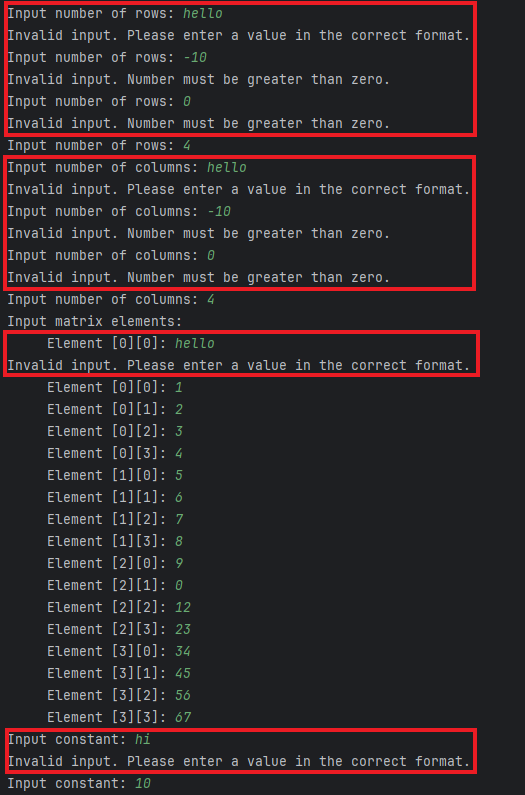 Input number of rows: hello
Invalid input. Please enter a value in the correct format.
Input number of rows: -10
Invalid input. Number must be greater than zero.
Input number of rows: 0
Invalid input. Number must be greater than zero.
Input number of rows: 4
Input number of columns: hello
Invalid input. Please enter a value in the correct format.
Input number of columns: -10
Invalid input. Number must be greater than zero.
Input number of columns: 0
Invalid input. Number must be greater than zero.
Input number of columns: 4
Input matrix elements:
Element [0][0]: hello
Invalid input. Please enter a value in the correct format.
Element [0][0]: 1
Element [0][1]: 2
Element [0][2]: 3
Element [0][3]: 4
Element [1][0]: 5
Element [1][1]: 6
Element [1][2]: 7
Element [1][3]: 8
Element [2][0]: 9
Element [2][1]: 0
Element [2][2]: 12
Element [2][3]: 23
Element [3][0]: 34
Element [3][1]: 45
Element [3][2]: 56
Element [3][3]: 67
Input constant: hi
Invalid input. Please enter a value in the correct format.
Input constant: 10